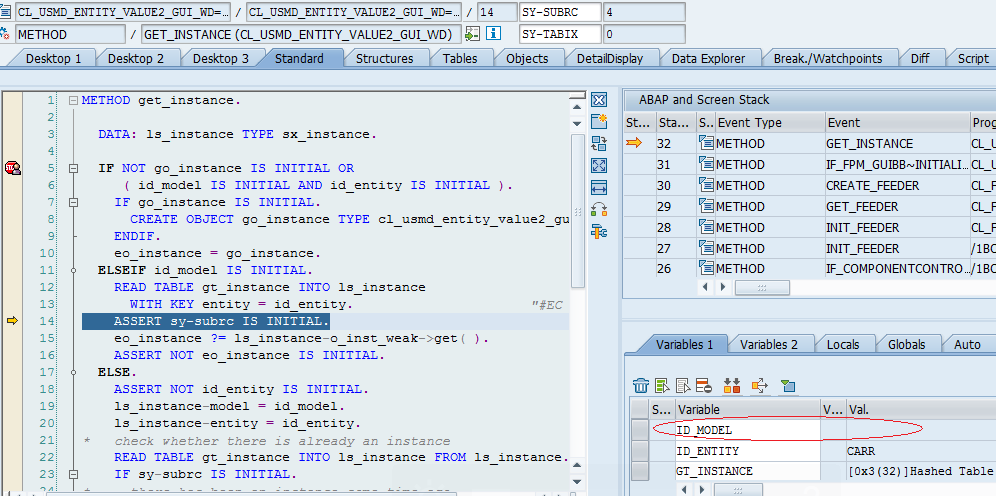 CL_USMD_ENTITY_VALUE2_GUI_WD=... / CL_USMD_ENTITY_VALUE2_GUI_WD=... / 14 SY-SUBRC 4
METHOD / GET_INSTANCE (CL_USMD_ENTITY_VALUE2_GUI_WD) SY-TABIX 0
Desktop 1 Desktop 2 Desktop 3 Standard Structures Tables Objects DetailDisplay Data Explorer Break./Watchpoints Diff Script
1 METHOD get_instance.
2
3 DATA: ls_instance TYPE sx_instance.
4
5 IF NOT go_instance IS INITIAL OR
6 ( id_model IS INITIAL AND id_entity IS INITIAL ).
7 IF go_instance IS INITIAL.
8 CREATE OBJECT go_instance TYPE cl_usmd_entity_value2_gu
9 ENDIF.
10 eo_instance = go_instance.
11 ELSEIF id_model IS INITIAL.
12 READ TABLE gt_instance INTO ls_instance
13 WITH KEY entity = id_entity. "#EC
14 ASSERT sy-subrc IS INITIAL.
15 eo_instance ?= ls_instance-o_inst_weak->get( ).
16 ASSERT NOT eo_instance IS INITIAL.
17 ELSE.
18 ASSERT NOT id_entity IS INITIAL.
19 ls_instance-model = id_model.
20 ls_instance-entity = id_entity.
21 * check whether there is already an instance
22 READ TABLE gt_instance INTO ls_instance FROM ls_instance.
23 IF sy-subrc IS INITIAL.
ABAP and Screen Stack
St... Sta... S.. Event Type Event Prog
32 METHOD GET_INSTANCE CL_U
31 METHOD IF_FPM_GUIBB~INITIALI... CL_U
30 METHOD CREATE_FEEDER CL_F
29 METHOD GET_FEEDER CL_F
28 METHOD INIT_FEEDER CL_F
27 METHOD INIT_FEEDER /1BC
26 METHOD IF_COMPONENTCONTRO... /1BC
Variables 1 Variables 2 Locals Globals Auto
S... Variable V... Val.
ID_MODEL
ID_ENTITY CARR
GT_INSTANCE [0x3(32)]Hashed Table